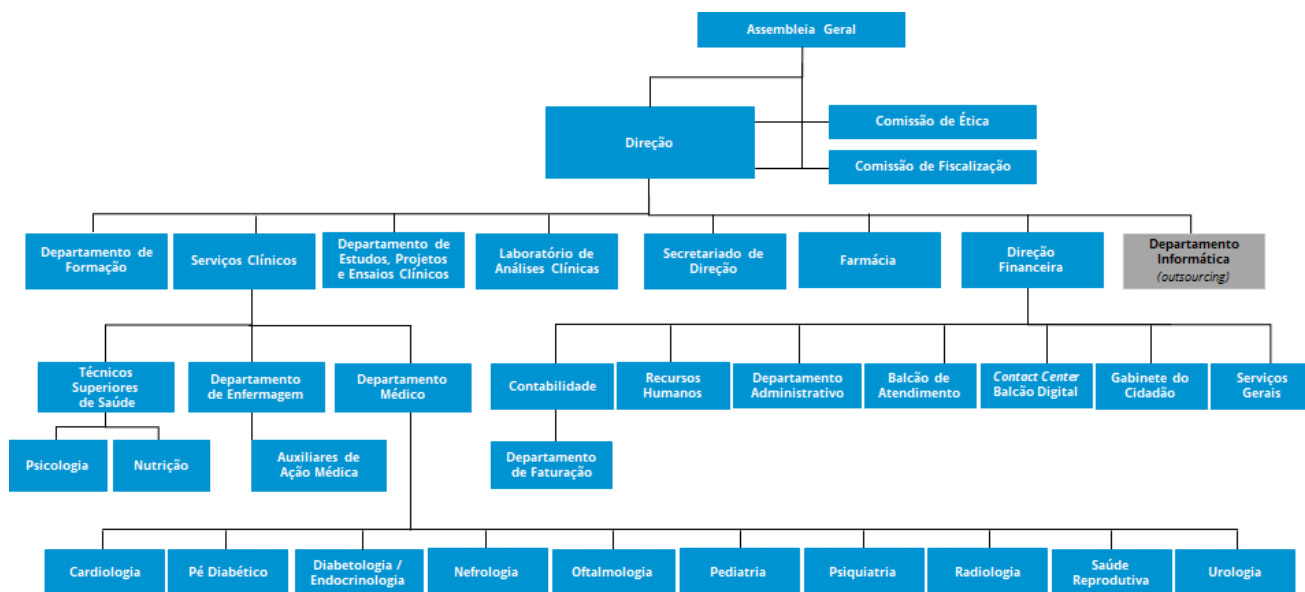 Assembleia Geral
Direção
Comissão de Ética
Comissão de Fiscalização
Departamento de
Formação
Serviços Clínicos
Departamento de
Estudos, Projetos
e Ensaios Clínicos
Laboratório de
Análises Clínicas
Secretariado de
Direção
Farmácia
Direção
Financeira
Departamento
Informática
(outsourcing)
Técnicos
Superiores
de Saúde
Departamento
de Enfermagem
Departamento
Médico
Contabilidade
Recursos
Humanos
Departamento
Administrativo
Balcão de
Atendimento
Contact Center
Balcão Digital
Gabinete do
Cidadão
Serviços
Gerais
Psicologia
Nutrição
Auxiliares de
Ação Médica
Departamento
de Faturação
Cardiologia
Pé Diabético
Diabetologia /
Endocrinologia
Nefrologia
Oftalmologia
Pediatria
Psiquiatria
Radiologia
Saúde
Reprodutiva
Urologia